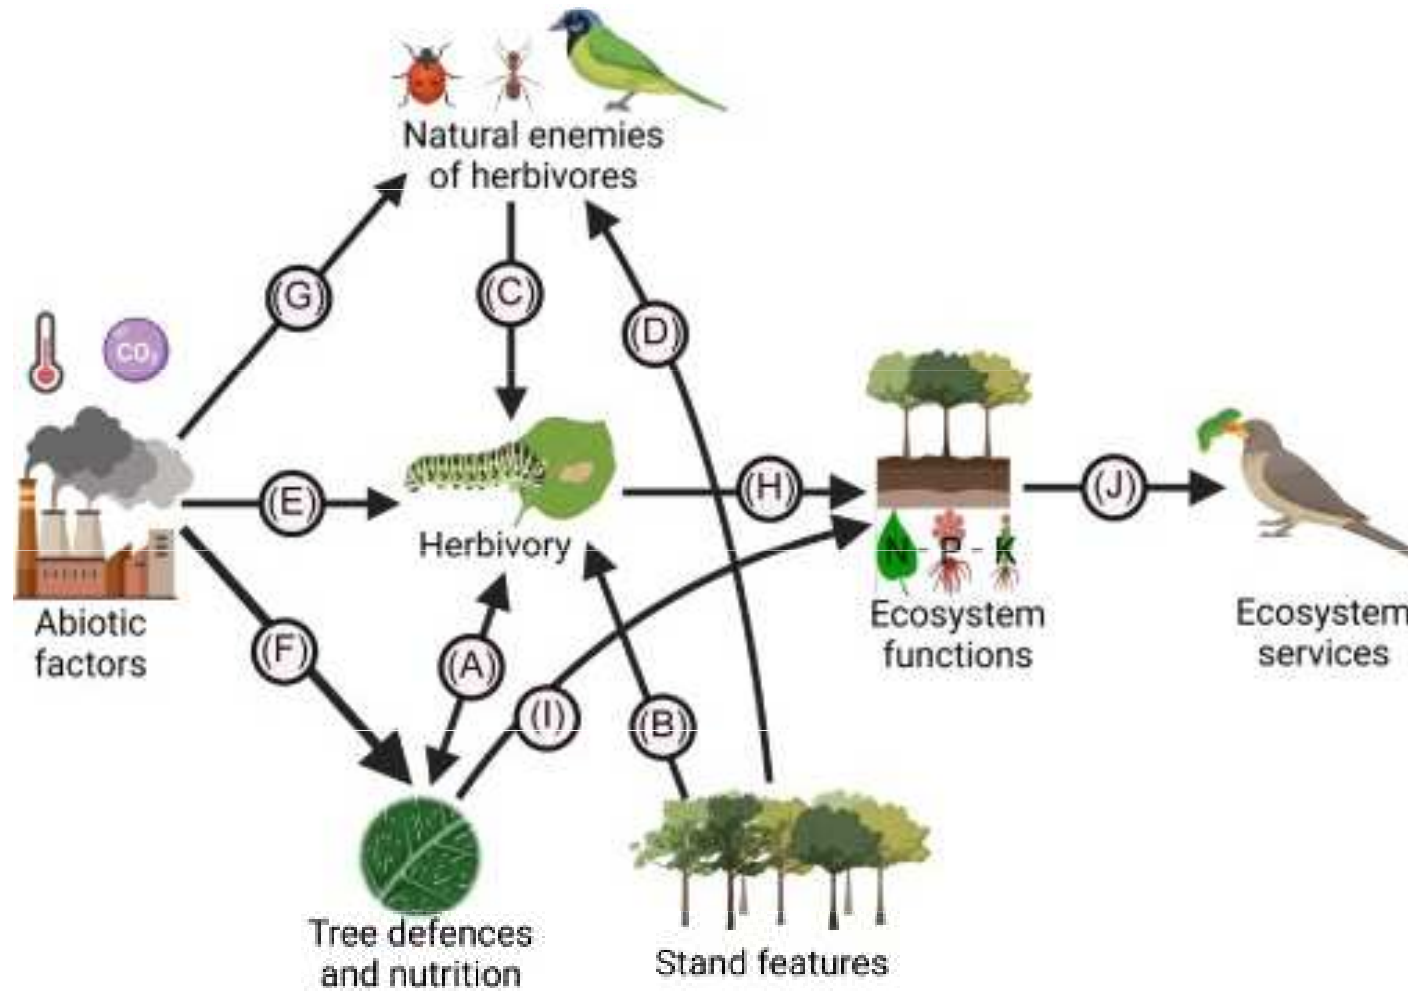 Natural enemies
of herbivores
(G)
(C)
(D)
CO₂
(E)
(H)
(J)
Herbivory
N - P - K
Abiotic
factors
Ecosystem
functions
Ecosystem
services
(F)
(A)
(I)
(B)
Tree defences
and nutrition
Stand features